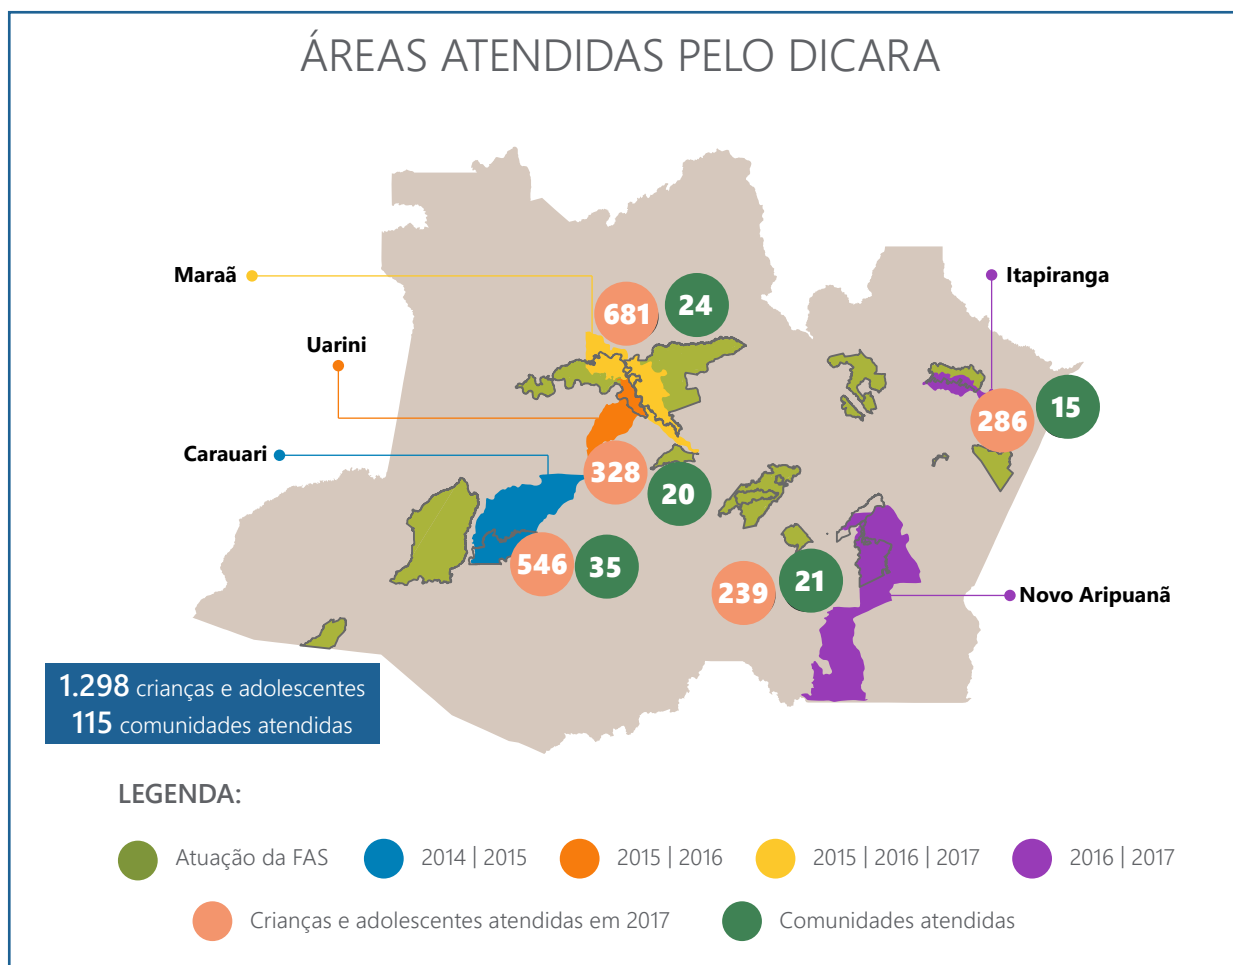 ÁREAS ATENDIDAS PELO DICARA
Maraã
681
24
Itapiranga
Uarini
286
15
Carauari
328
20
546
35
239
21
Novo Aripuanã
1.298 crianças e adolescentes
115 comunidades atendidas
LEGENDA:
Atuação da FAS
2014 | 2015
2015 | 2016
2015 | 2016 | 2017
2016 | 2017
Crianças e adolescentes atendidas em 2017
Comunidades atendidas